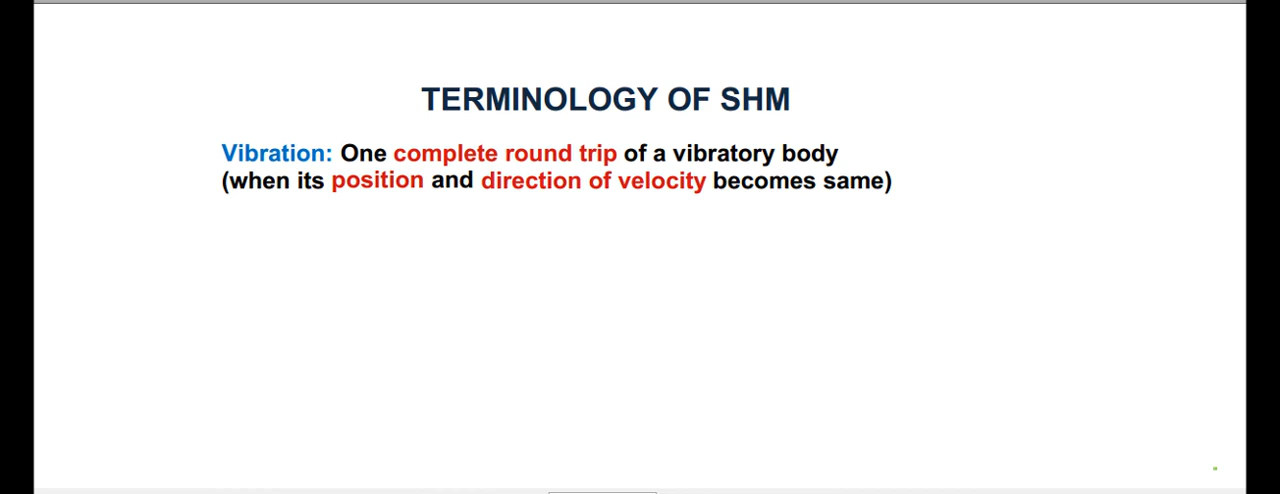 TERMINOLOGY OF SHM
Vibration: One complete round trip of a vibratory body
(when its position and direction of velocity becomes same)